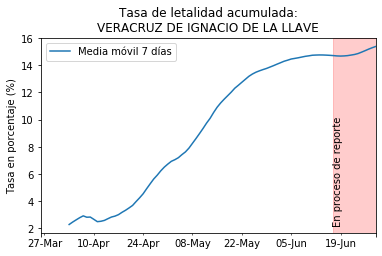 Tasa de letalidad acumulada:
VERACRUZ DE IGNACIO DE LA LLAVE
Media móvil 7 días
Tasa en porcentaje (%)
16
14
12
10
8
6
4
2
En proceso de reporte
27-Mar 10-Apr 24-Apr 08-May 22-May 05-Jun 19-Jun